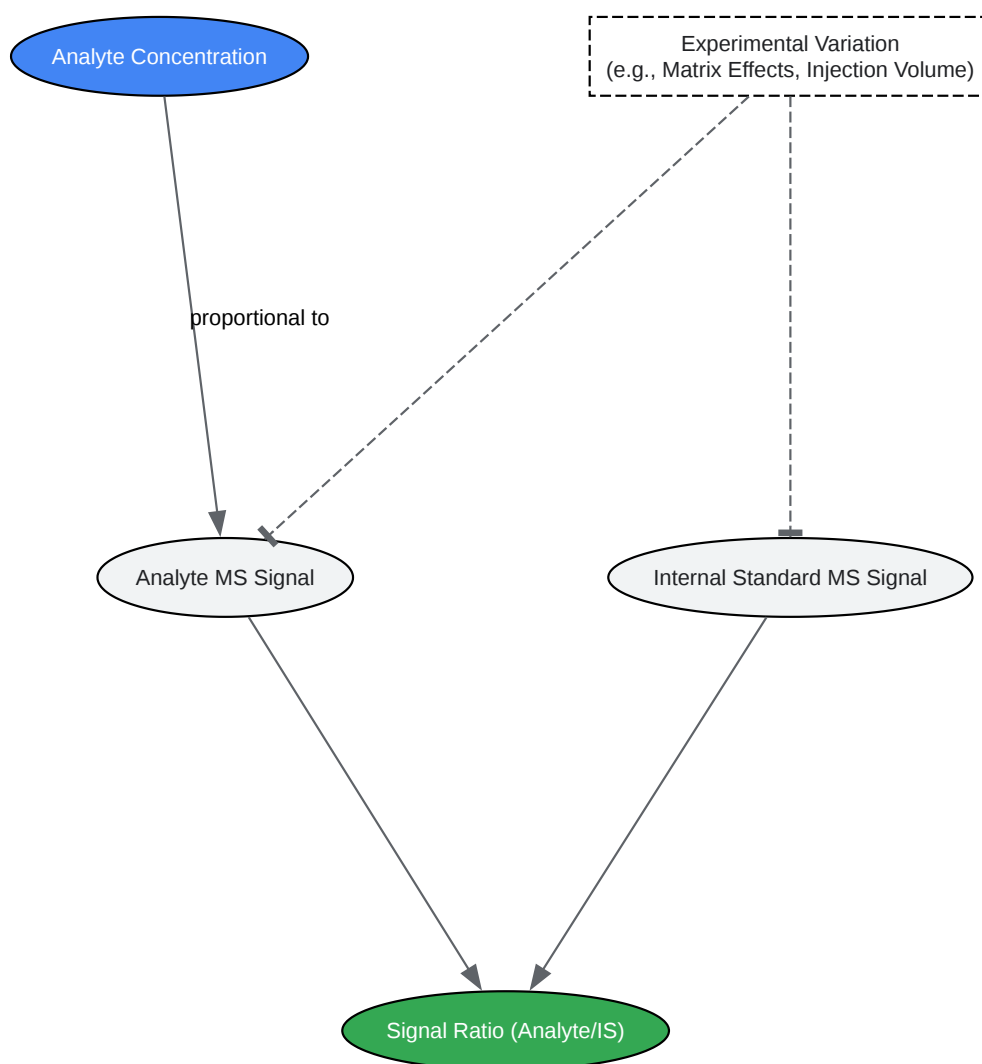 Analyte Concentration
Experimental Variation
(e.g., Matrix Effects, Injection Volume)
proportional to
Analyte MS Signal
Internal Standard MS Signal
Signal Ratio (Analyte/IS)